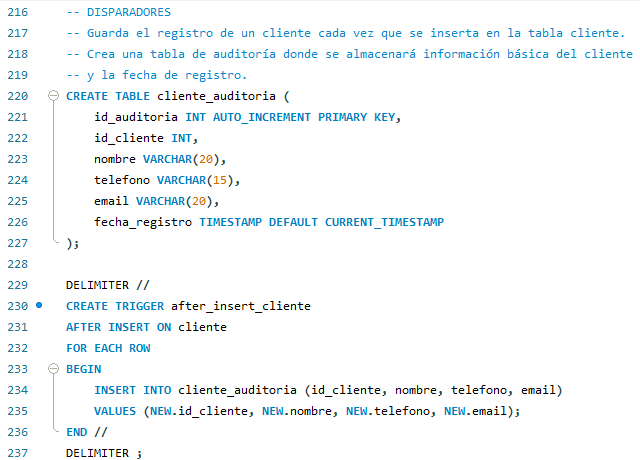 216 -- DISPARADORES
217 -- Guarda el registro de un cliente cada vez que se inserta en la tabla cliente.
218 -- Crea una tabla de auditoría donde se almacenará información básica del cliente
219 -- y la fecha de registro.
220 CREATE TABLE cliente_auditoria (
221 id_auditoria INT AUTO_INCREMENT PRIMARY KEY,
222 id_cliente INT,
223 nombre VARCHAR(20),
224 telefono VARCHAR(15),
225 email VARCHAR(20),
226 fecha_registro TIMESTAMP DEFAULT CURRENT_TIMESTAMP
227 );
228
229 DELIMITER //
230 CREATE TRIGGER after_insert_cliente
231 AFTER INSERT ON cliente
232 FOR EACH ROW
233 BEGIN
234 INSERT INTO cliente_auditoria (id_cliente, nombre, telefono, email)
235 VALUES (NEW.id_cliente, NEW.nombre, NEW.telefono, NEW.email);
236 END //
237 DELIMITER ;